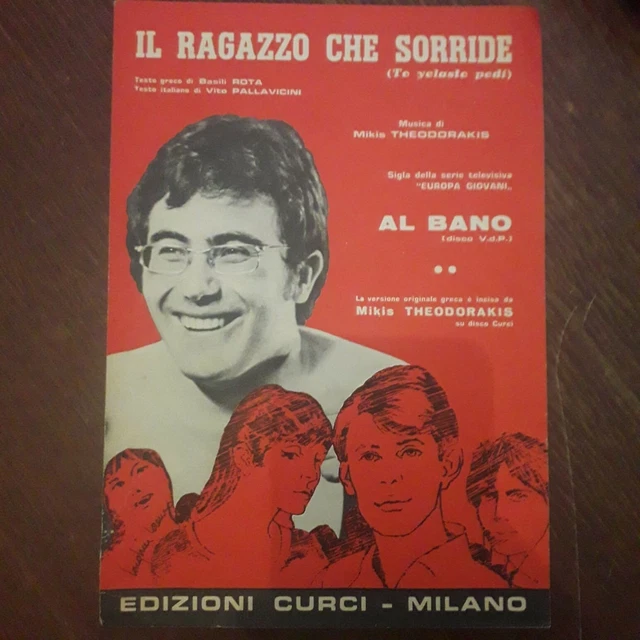 IL RAGAZZO CHE SORRIDE
(To yelasto pedi)
Testo greco di Basili ROTA
Testo italiano di Vito PALLAVICINI
Musica di
Mikis THEODORAKIS
Sigla della serie televisiva
"EUROPA GIOVANI„
AL BANO
(disco V.d.P.)
La versione originale greca è incisa da
Mikis THEODORAKIS
su disco Curci
EDIZIONI CURCI - MILANO